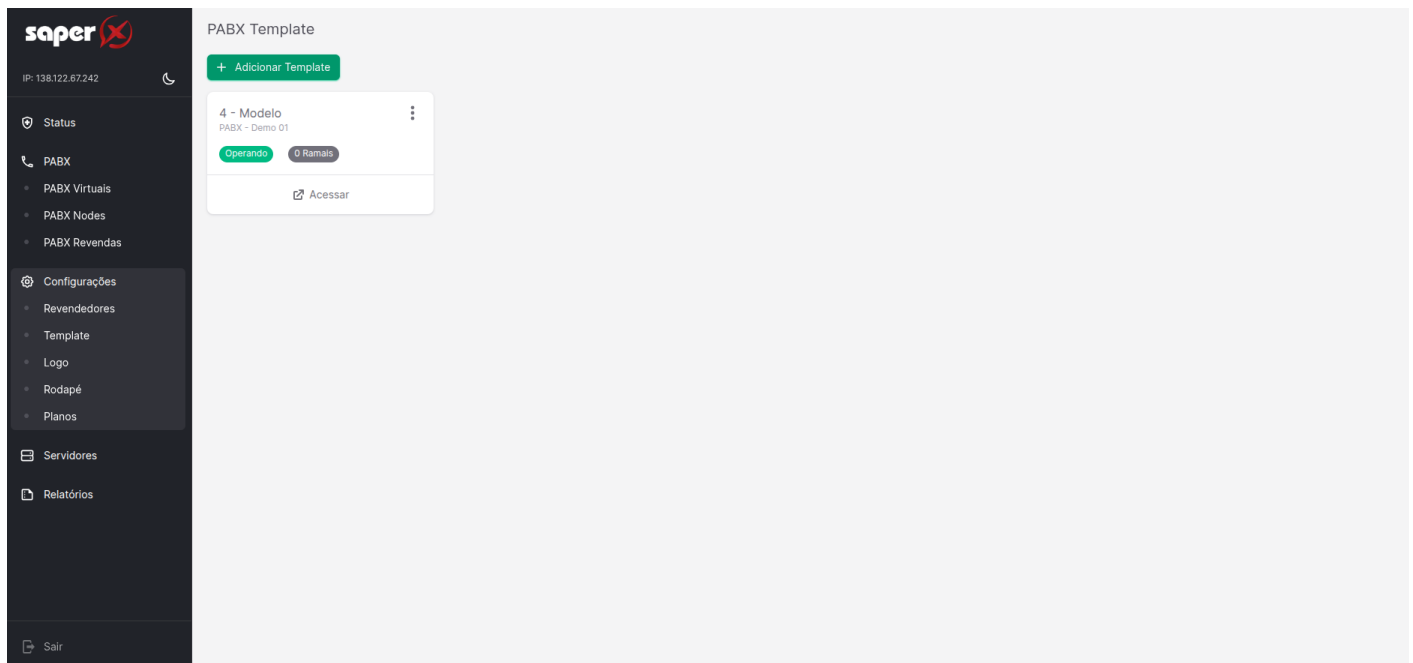 saper
IP: 138.122.67.242
Status
PABX
PABX Virtuais
PABX Nodes
PABX Revendas
Configurações
Revendedores
Template
Logo
Rodapé
Planos
Servidores
Relatórios
Sair
PABX Template
+ Adicionar Template
4 - Modelo
PABX - Demo 01
Operando 0 Ramais
Acessar